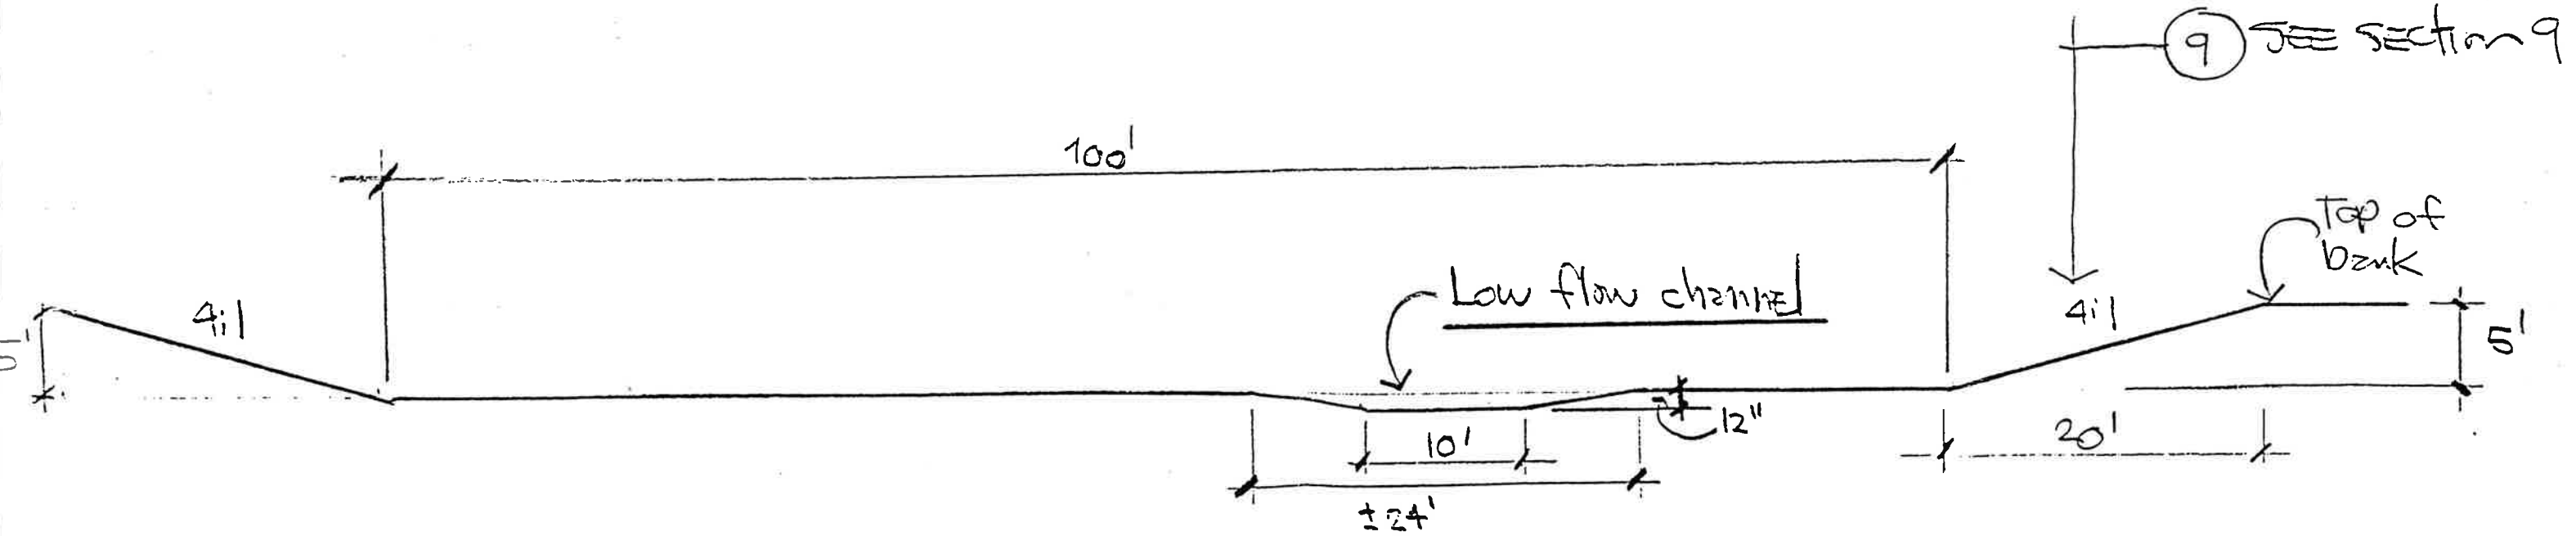 9 SEE SECTION 9
100'
Top of
bank
Low flow channel
4:1
4:1
5'
12"
10'
20'
±24'